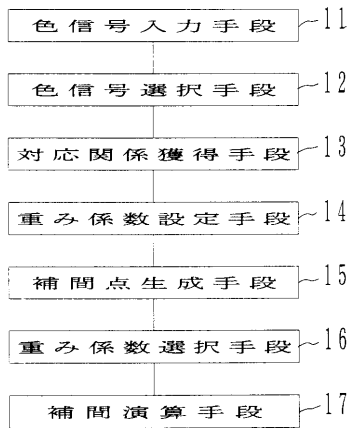 色信号入力手段 11
色信号選択手段 12
対応関係獲得手段 13
重み係数設定手段 14
補間点生成手段 15
重み係数選択手段 16
補間演算手段 17